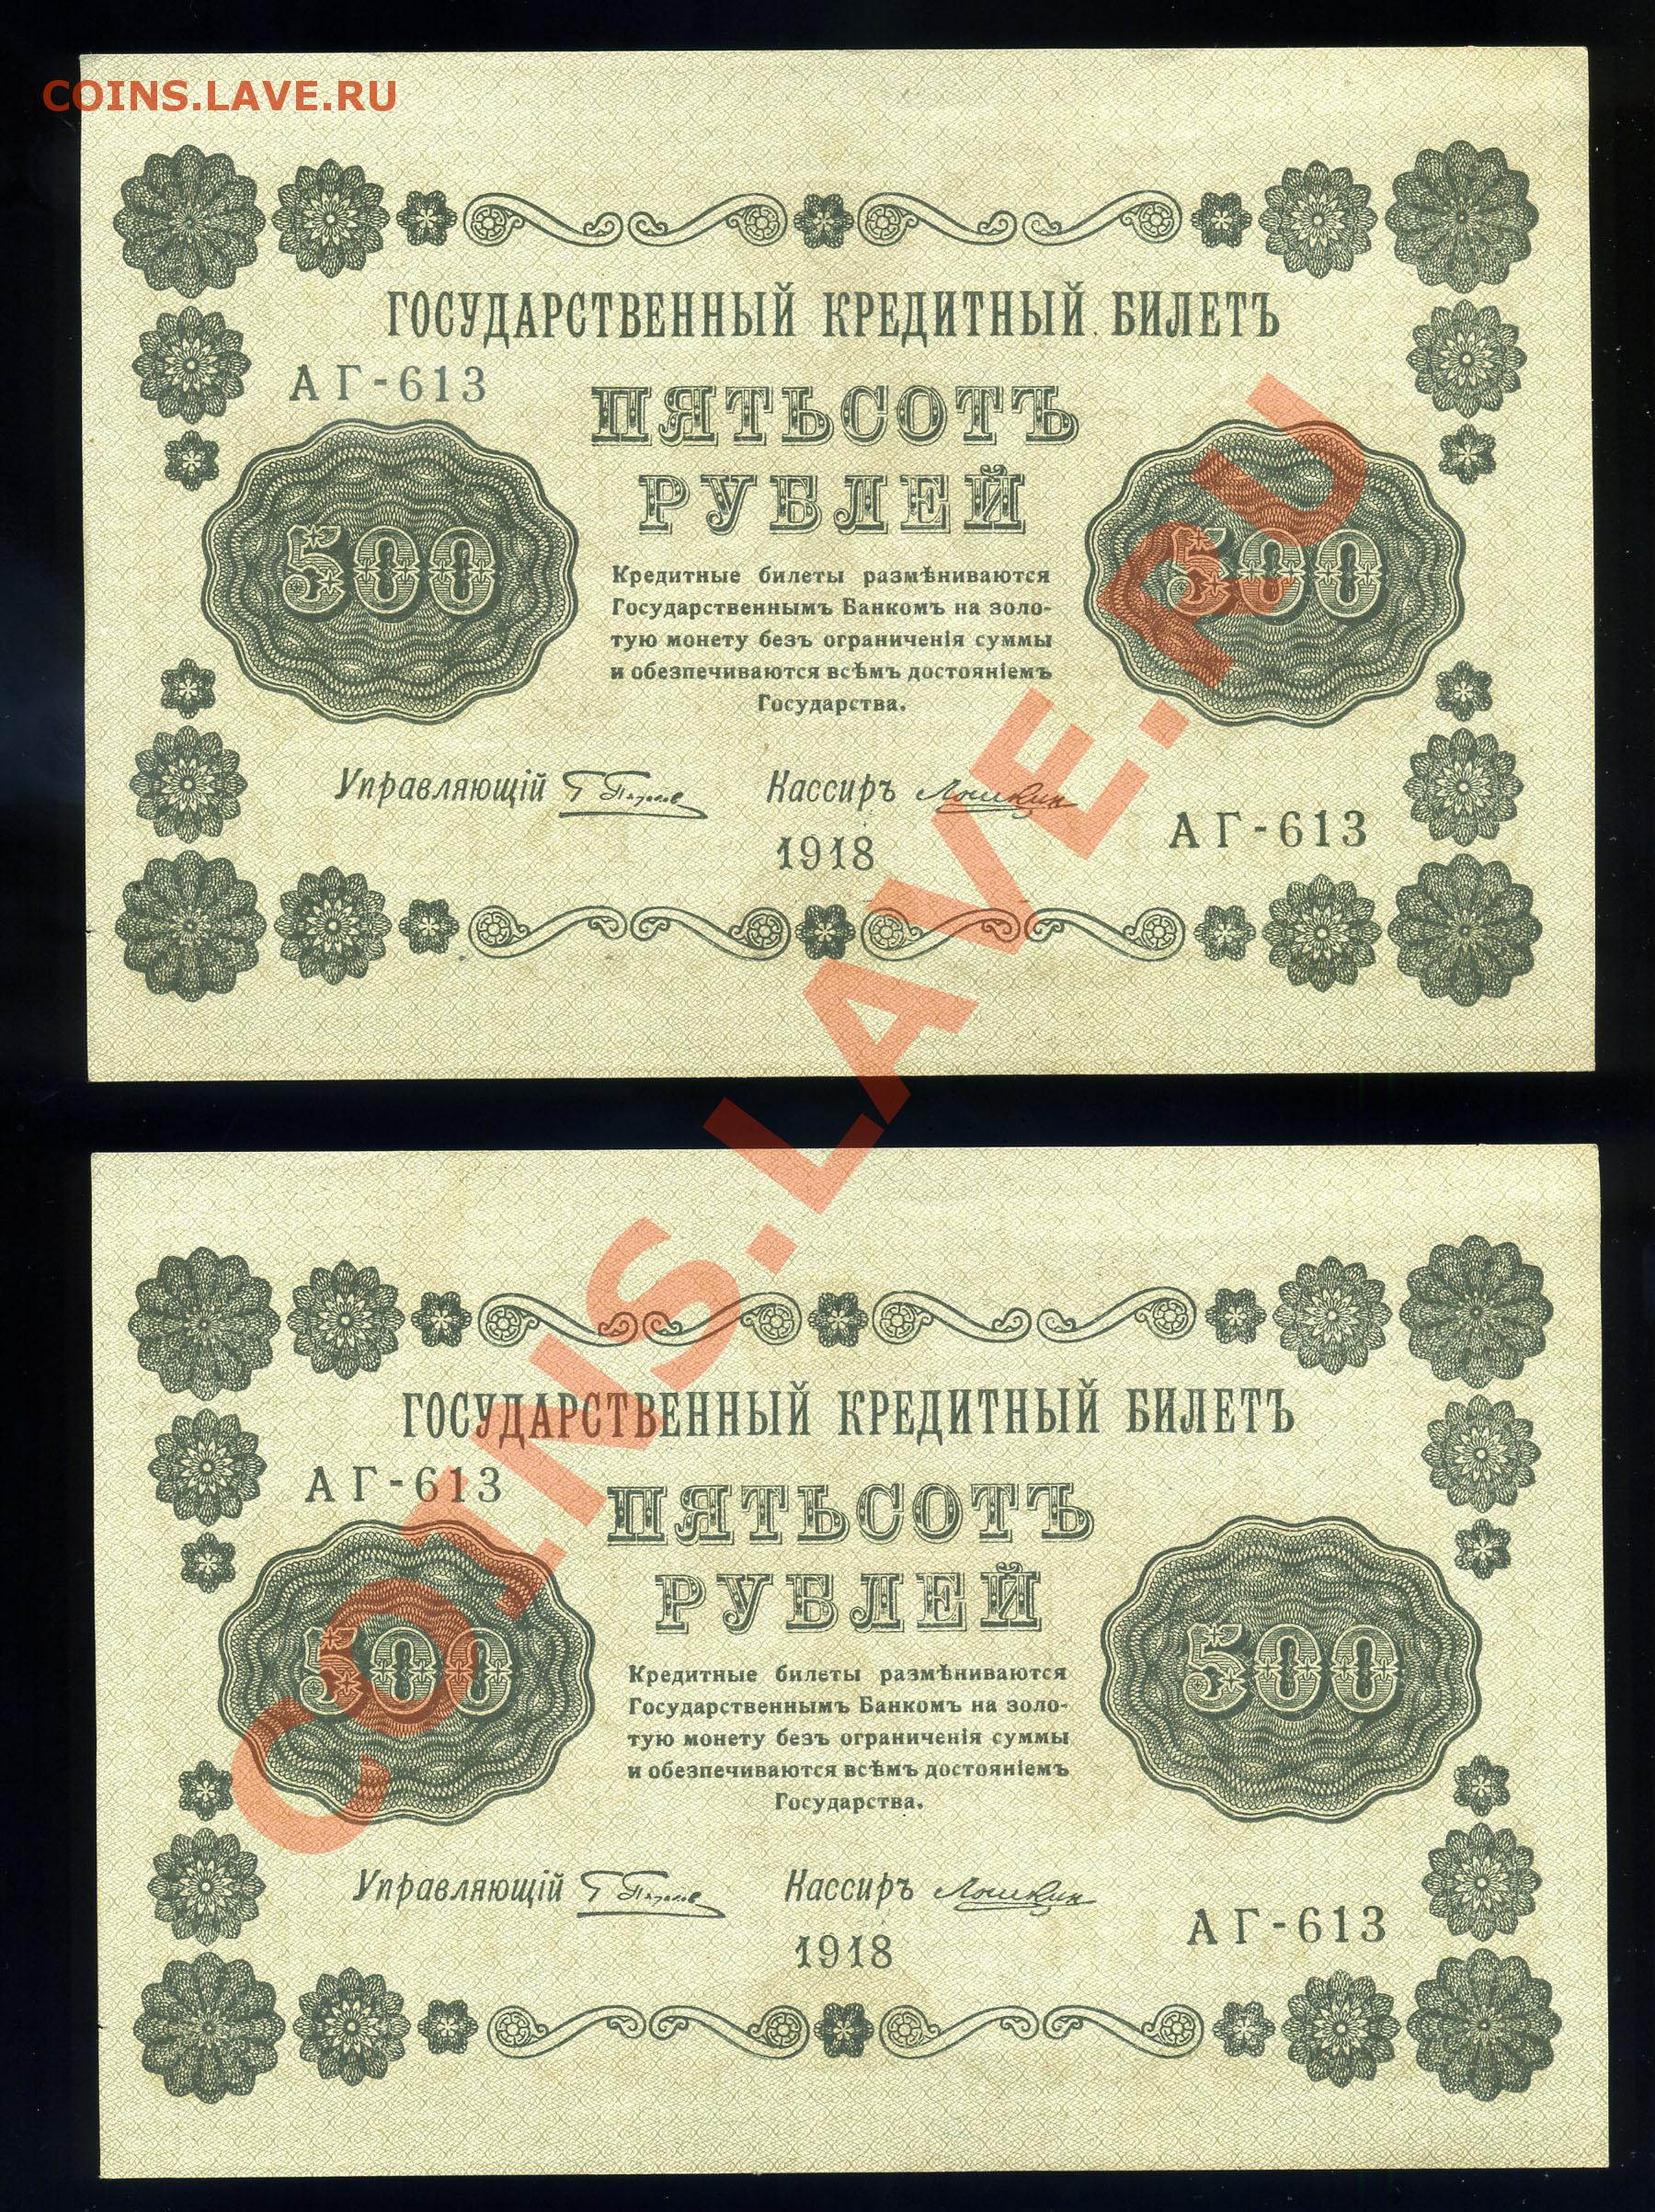 COINS.LAVE.RU
ГОСУДАРСТВЕННЫЙ КРЕДИТНЫЙ БИЛЕТЪ
АГ-613
ПЯТЬСОТЪ
РУБЛЕЙ
500
500
Кредитные билеты размѣниваются
Государственнымъ Банкомъ на золо-
тую монету безъ ограниченія суммы
и обезпечиваются всѣмъ достояніемъ
Государства.
Управляющій
Кассиръ
1918
АГ-613
COINS.LAVE.RU
ГОСУДАРСТВЕННЫЙ КРЕДИТНЫЙ БИЛЕТЪ
АГ-613
ПЯТЬСОТЪ
РУБЛЕЙ
500
500
Кредитные билеты размѣниваются
Государственнымъ Банкомъ на золо-
тую монету безъ ограниченія суммы
и обезпечиваются всѣмъ достояніемъ
Государства.
Управляющій
Кассиръ
1918
АГ-613